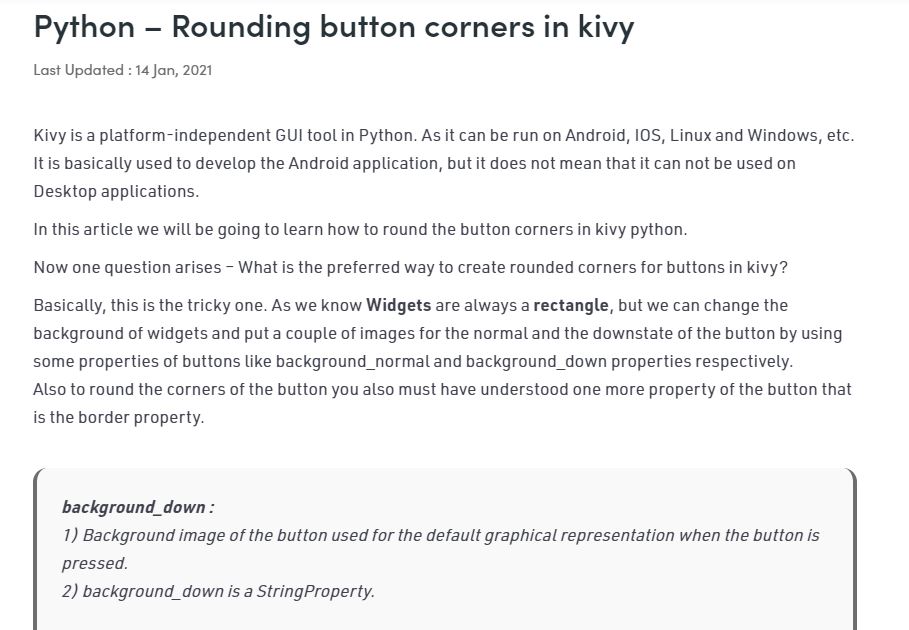 Python – Rounding button corners in kivy
Last Updated : 14 Jan, 2021
Kivy is a platform-independent GUI tool in Python. As it can be run on Android, IOS, Linux and Windows, etc.
It is basically used to develop the Android application, but it does not mean that it can not be used on
Desktop applications.
In this article we will be going to learn how to round the button corners in kivy python.
Now one question arises – What is the preferred way to create rounded corners for buttons in kivy?
Basically, this is the tricky one. As we know Widgets are always a rectangle, but we can change the
background of widgets and put a couple of images for the normal and the downstate of the button by using
some properties of buttons like background_normal and background_down properties respectively.
Also to round the corners of the button you also must have understood one more property of the button that
is the border property.
background_down :
1) Background image of the button used for the default graphical representation when the button is
pressed.
2) background_down is a StringProperty.